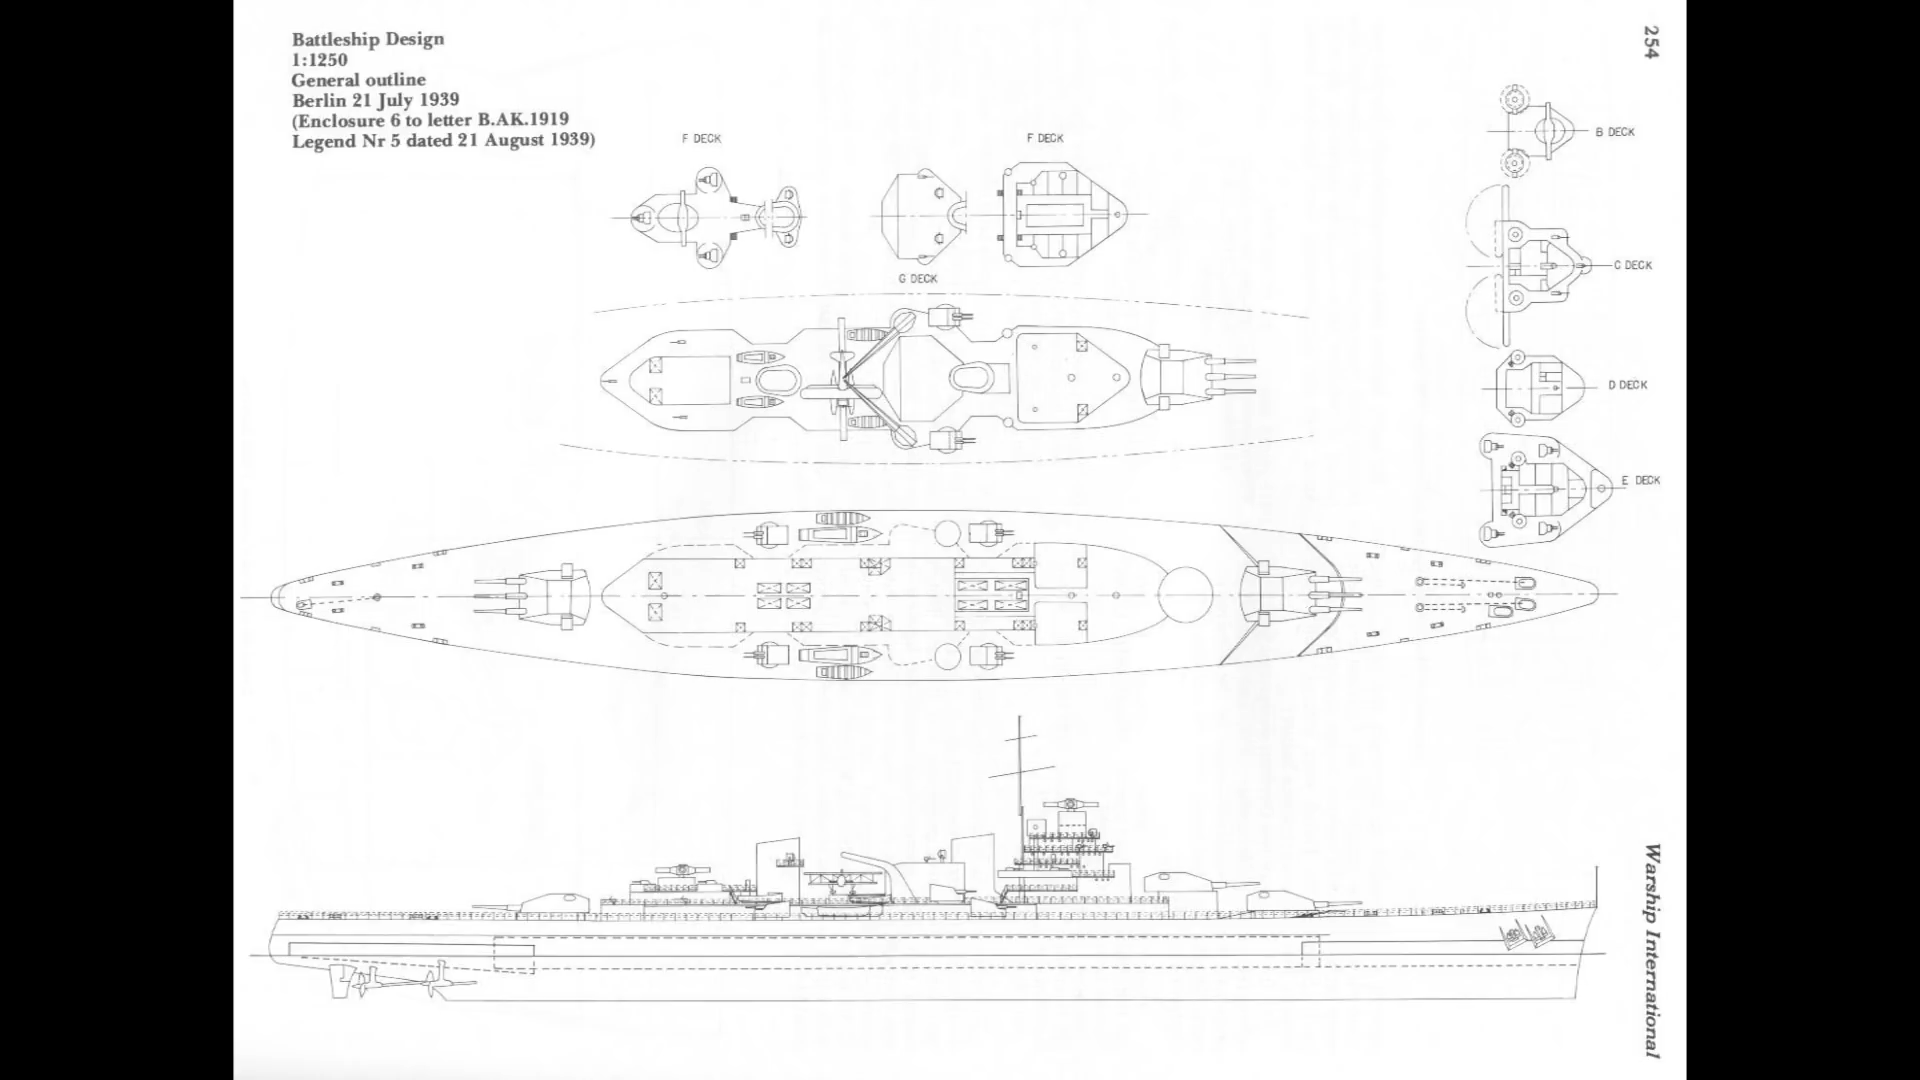 Battleship Design
1:1250
General outline
Berlin 21 July 1939
(Enclosure 6 to letter B.AK.1919
Legend Nr 5 dated 21 August 1939)
254
F DECK
F DECK
B DECK
G DECK
C DECK
D DECK
E DECK
Warship International